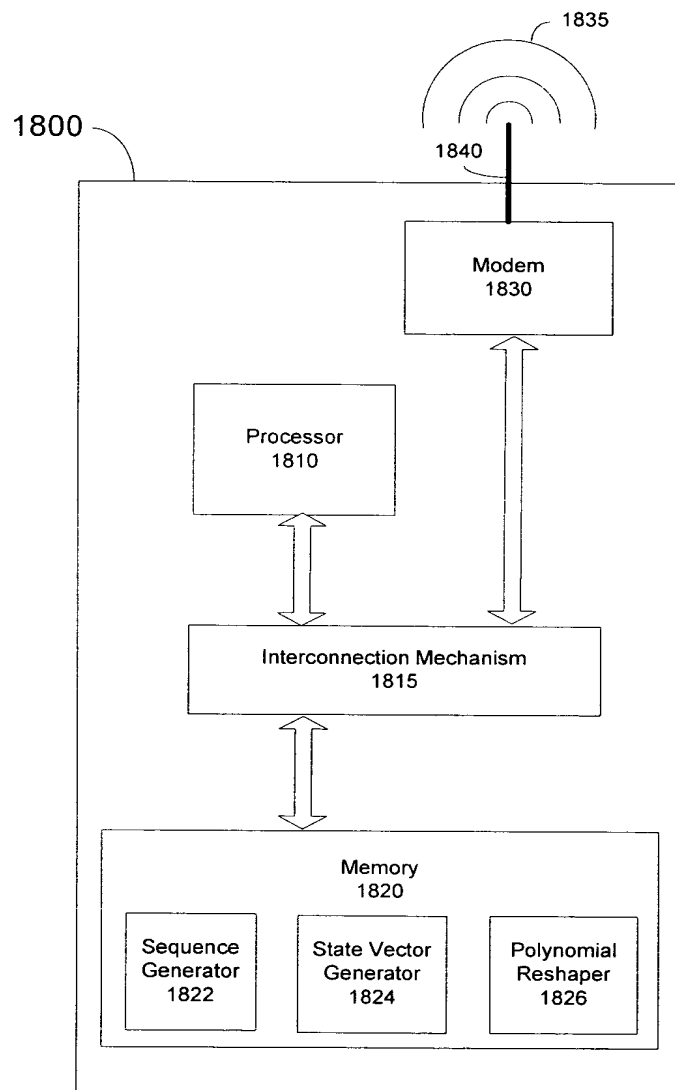 1835
1800
1840
Modem
1830
Processor
1810
Interconnection Mechanism
1815
Memory
1820
Sequence
Generator
1822
State Vector
Generator
1824
Polynomial
Reshaper
1826